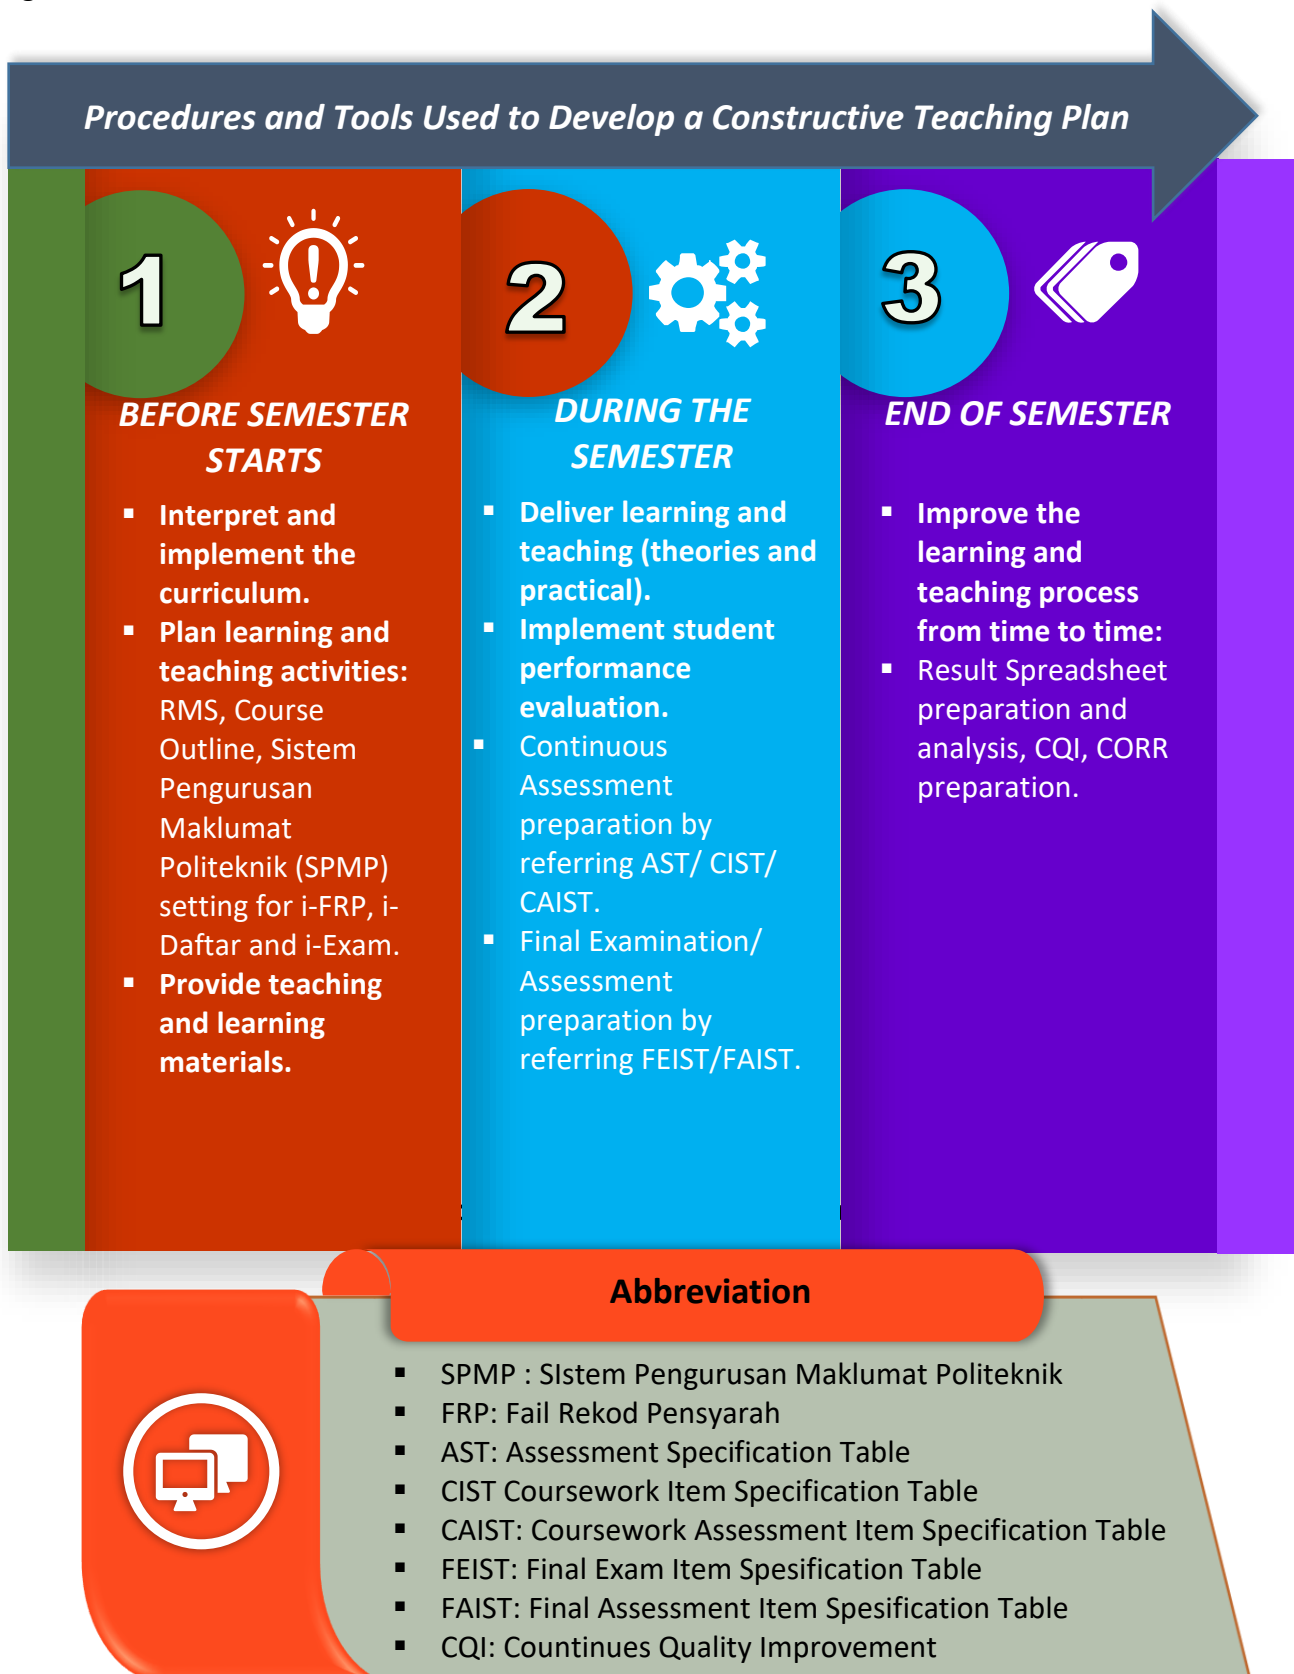 Procedures and Tools Used to Develop a Constructive Teaching Plan
1
BEFORE SEMESTER
STARTS
▪ Interpret and
implement the
curriculum.
▪ Plan learning and
teaching activities:
RMS, Course
Outline, Sistem
Pengurusan
Maklumat
Politeknik (SPMP)
setting for i-FRP, i-
Daftar and i-Exam.
▪ Provide teaching
and learning
materials.
2
DURING THE
SEMESTER
▪ Deliver learning and
teaching (theories and
practical).
▪ Implement student
performance
evaluation.
▪ Continuous
Assessment
preparation by
referring AST/ CIST/
CAIST.
▪ Final Examination/
Assessment
preparation by
referring FEIST/FAIST.
3
END OF SEMESTER
▪ Improve the
learning and
teaching process
from time to time:
▪ Result Spreadsheet
preparation and
analysis, CQI, CORR
preparation.
Abbreviation
▪ SPMP : SIstem Pengurusan Maklumat Politeknik
▪ FRP: Fail Rekod Pensyarah
▪ AST: Assessment Specification Table
▪ CIST Coursework Item Specification Table
▪ CAIST: Coursework Assessment Item Specification Table
▪ FEIST: Final Exam Item Spesification Table
▪ FAIST: Final Assessment Item Spesification Table
▪ CQI: Countinues Quality Improvement